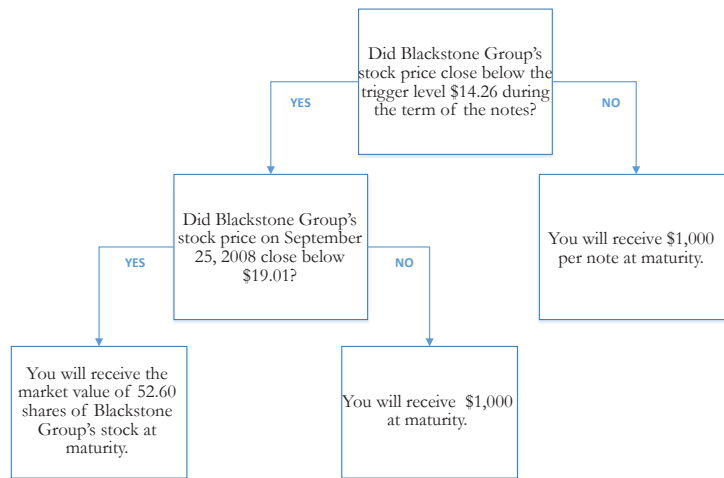 Did Blackstone Group's
stock price close below the
trigger level $14.26 during
the term of the notes?
YES
NO
Did Blackstone Group's
stock price on September
25, 2008 close below
$19.01?
You will receive $1,000
per note at maturity.
YES
NO
You will receive the
market value of 52.60
shares of Blackstone
Group's stock at
maturity.
You will receive $1,000
at maturity.